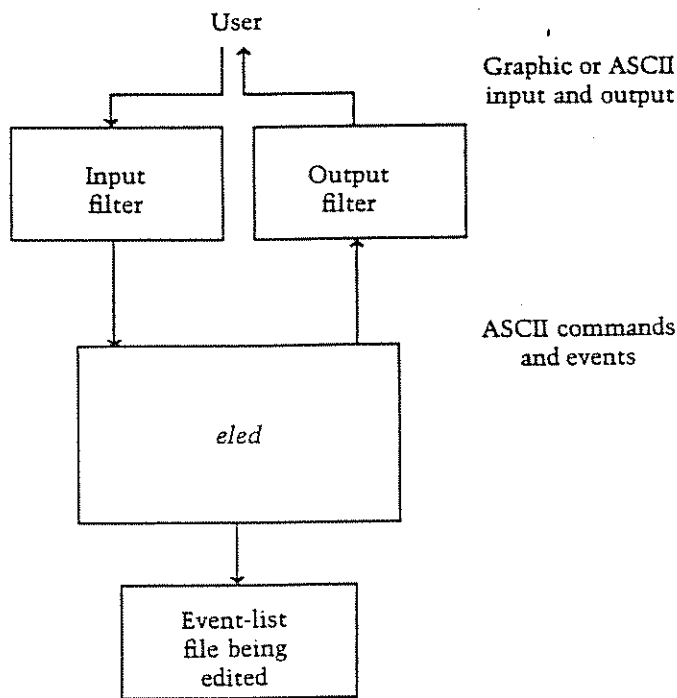 User
Graphic or ASCII
input and output
Input
filter
Output
filter
ASCII commands
and events
eled
Event-list
file being
edited